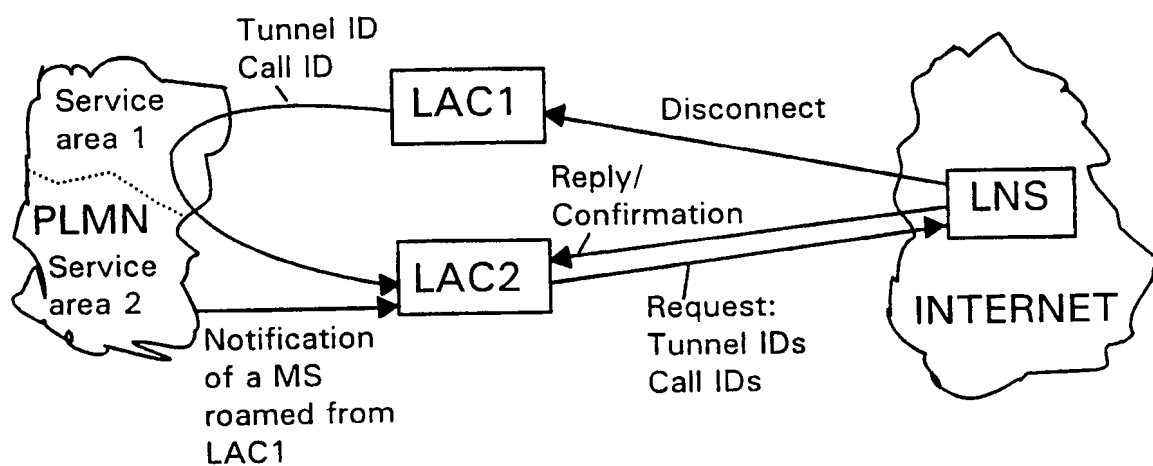 Tunnel ID
Call ID
Service
area 1
LAC1
Disconnect
Reply/
Confirmation
LNS
PLMN
Service
area 2
LAC2
INTERNET
Request:
Tunnel IDs
Call IDs
Notification
of a MS
roamed from
LAC1